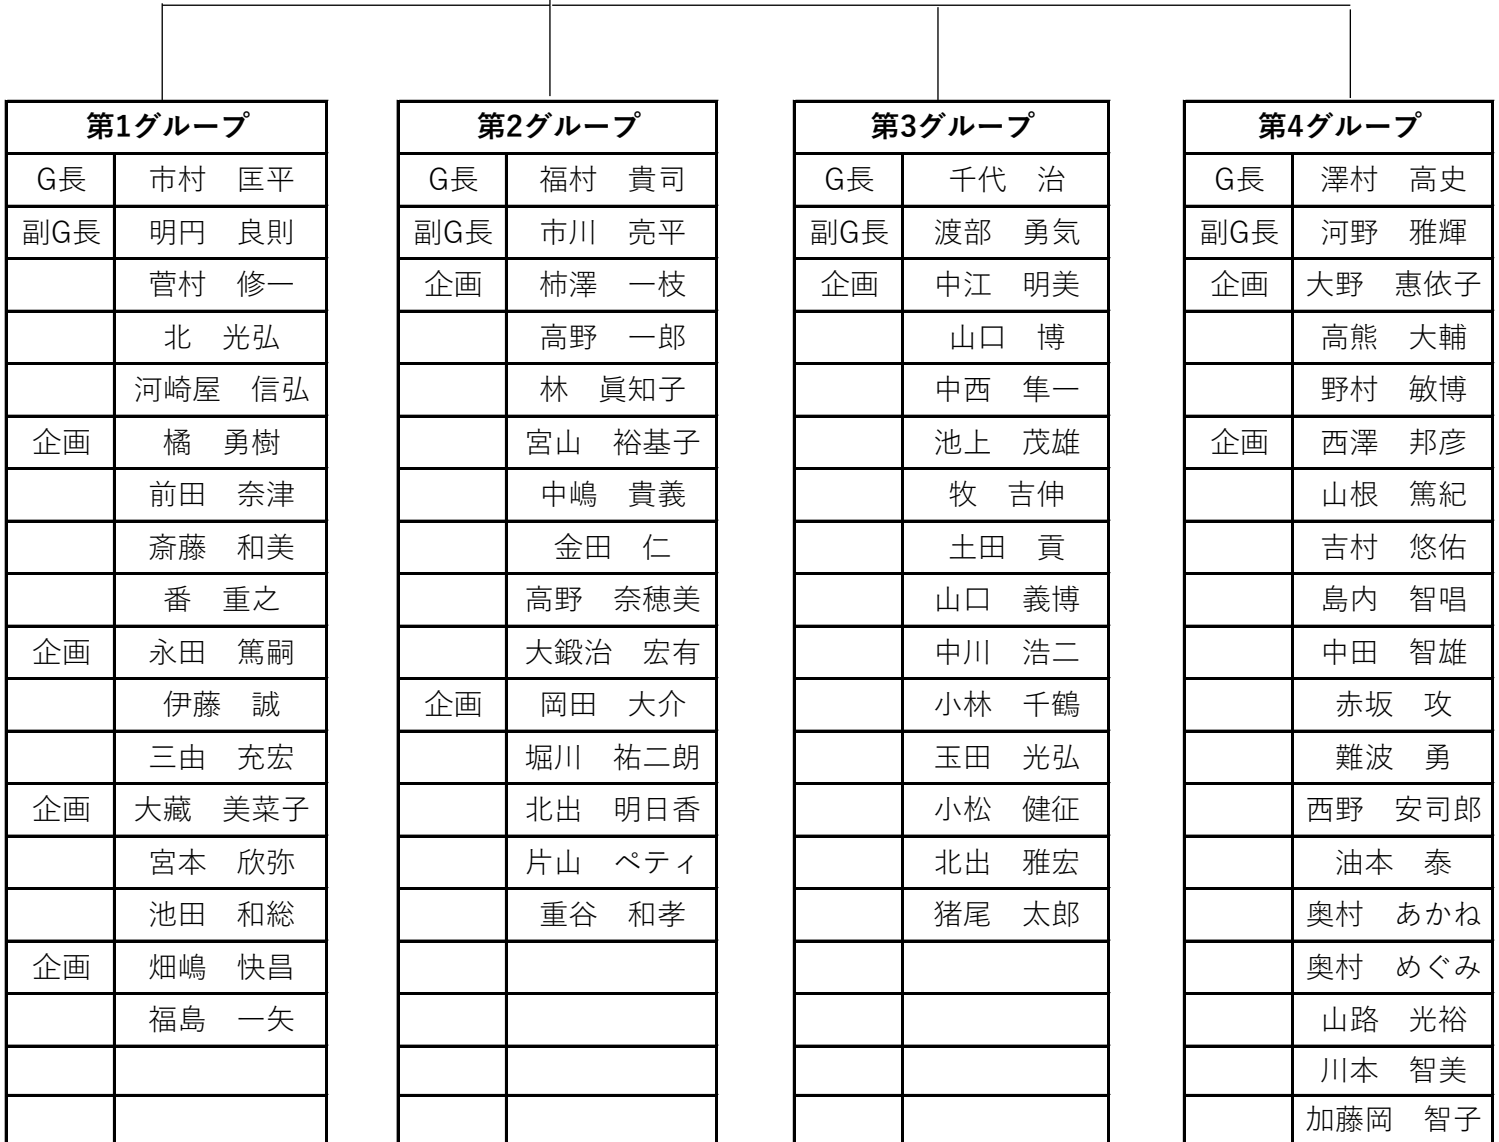 第1グループ
G長 市村　匡平
副G長 明円　良則
菅村　修一
北　光弘
河崎屋　信弘
企画 橘　勇樹
前田　奈津
斎藤　和美
番　重之
企画 永田　篤嗣
伊藤　誠
三由　充宏
企画 大藏　美菜子
宮本　欣弥
池田　和総
企画 畑嶋　快昌
福島　一矢
第2グループ
G長 福村　貴司
副G長 市川　亮平
企画 柿澤　一枝
高野　一郎
林　眞知子
宮山　裕基子
中嶋　貴義
金田　仁
高野　奈穂美
大鍛治　宏有
企画 岡田　大介
堀川　祐二朗
北出　明日香
片山　ペティ
重谷　和孝
第3グループ
G長 千代　治
副G長 渡部　勇気
企画 中江　明美
山口　博
中西　隼一
池上　茂雄
牧　吉伸
土田　貢
山口　義博
中川　浩二
小林　千鶴
玉田　光弘
小松　健征
北出　雅宏
猪尾　太郎
第4グループ
G長 澤村　高史
副G長 河野　雅輝
企画 大野　惠依子
高熊　大輔
野村　敏博
企画 西澤　邦彦
山根　篤紀
吉村　悠佑
島内　智唱
中田　智雄
赤坂　攻
難波　勇
西野　安司郎
油本　泰
奥村　あかね
奥村　めぐみ
山路　光裕
川本　智美
加藤岡　智子